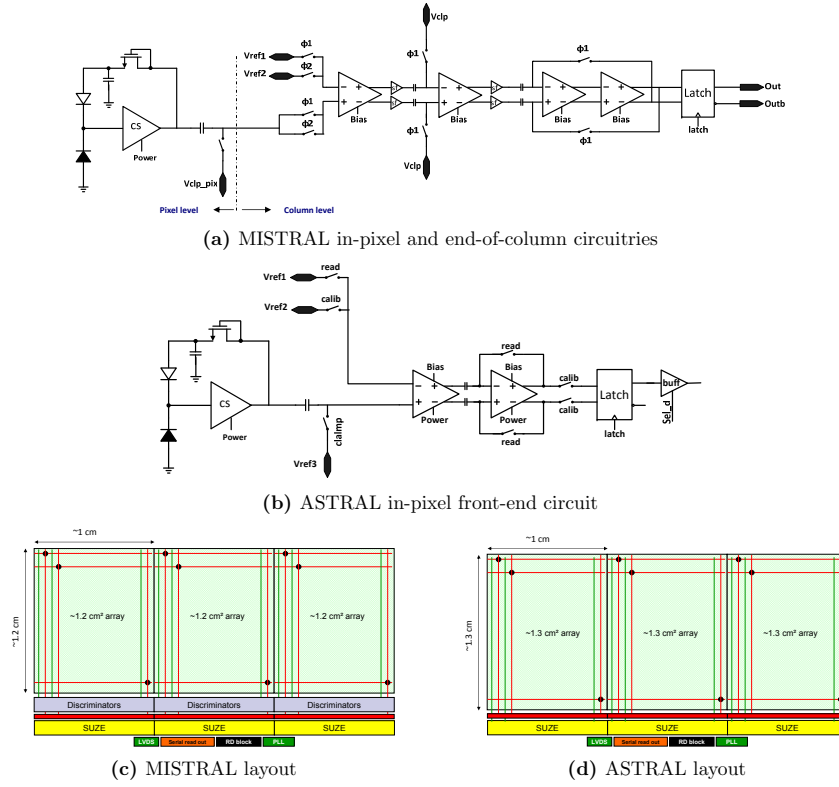 Vclp
ϕ1
Vref1
ϕ2
Vref2
ϕ1
ϕ1
ϕ1
ϕ2
CS
Power
Bias
Bias
Bias
Bias
Latch
Out
Outb
latch
ϕ1
ϕ1
Vclp_pix
Vclp
Pixel level
Column level
(a) MISTRAL in-pixel and end-of-column circuitries
read
Vref1
calib
Vref2
read
Bias
Bias
calib
CS
Power
Power
Power
Latch
buff
calib
read
latch
Sel_d
clalmp
Vref3
(b) ASTRAL in-pixel front-end circuit
~1 cm
~1.2 cm
~1.2 cm² array
~1.2 cm² array
~1.2 cm² array
Discriminators
Discriminators
Discriminators
SUZE
SUZE
SUZE
LVDS
Serial read out
RD block
PLL
(c) MISTRAL layout
~1 cm
~1.3 cm
~1.3 cm² array
~1.3 cm² array
~1.3 cm² array
SUZE
SUZE
SUZE
LVDS
Serial read out
RD block
PLL
(d) ASTRAL layout